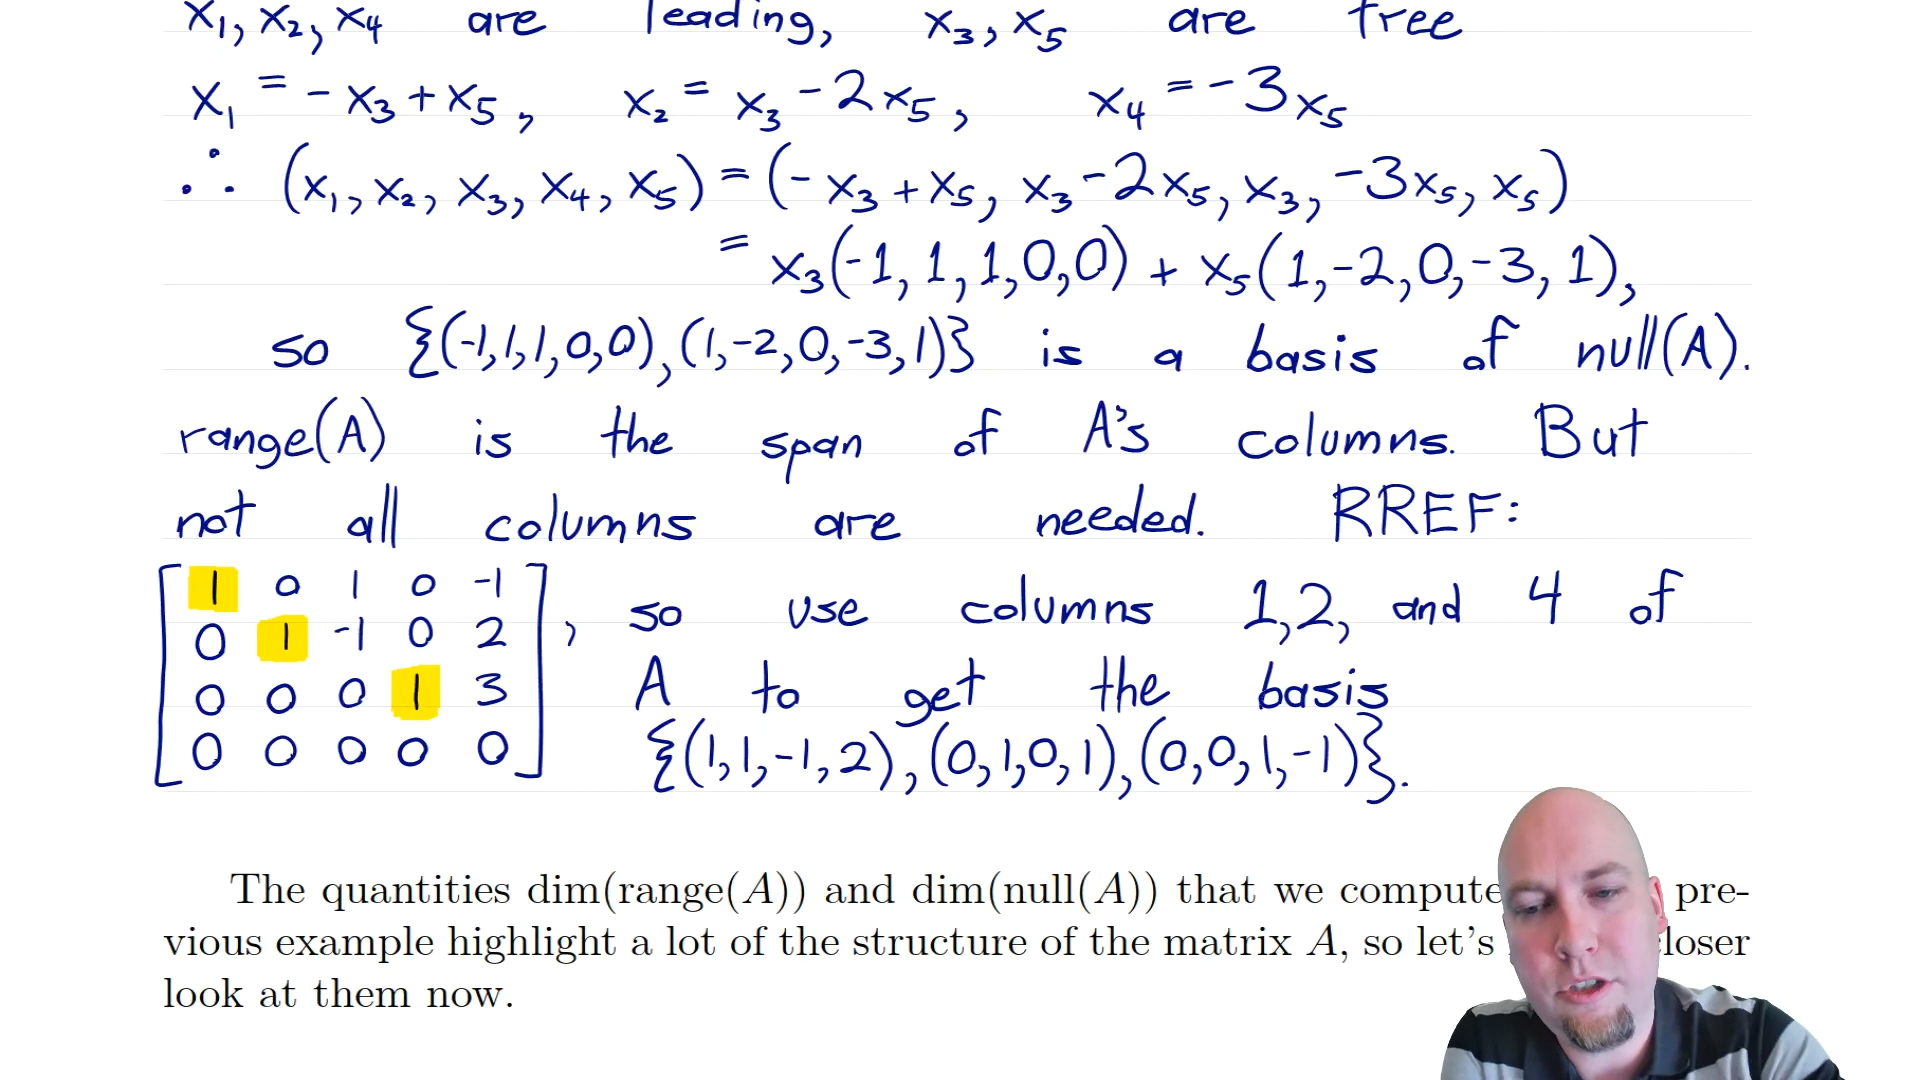 x₁, x₂, x₄ are leading, x₃, x₅ are free
x₁ = -x₃ + x₅, x₂ = x₃ - 2x₅, x₄ = -3x₅
∴ (x₁, x₂, x₃, x₄, x₅) = (-x₃ + x₅, x₃ - 2x₅, x₃, -3x₅, x₅)
= x₃(-1, 1, 1, 0, 0) + x₅(1, -2, 0, -3, 1),
so {(-1,1,1,0,0), (1,-2,0,-3,1)} is a basis of null(A).
range(A) is the span of A's columns. But
not all columns are needed. RREF:
1 0 1 0 -1
0 1 -1 0 2
0 0 0 1 3
0 0 0 0 0
, so use columns 1,2, and 4 of
A to get the basis
{(1,1,-1,2), (0,1,0,1), (0,0,1,-1)}.
The quantities dim(range(A)) and dim(null(A)) that we compute pre-
vious example highlight a lot of the structure of the matrix A, so let's closer
look at them now.